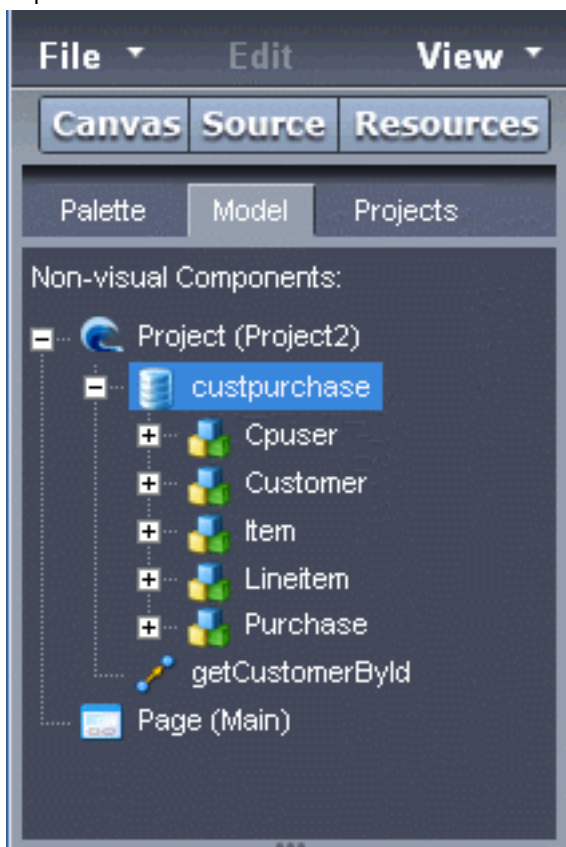 File Edit View
Canvas Source Resources
Palette Model Projects
Non-visual Components:
Project (Project2)
custpurchase
Cpuser
Customer
Item
Lineitem
Purchase
getCustomerById
Page (Main)